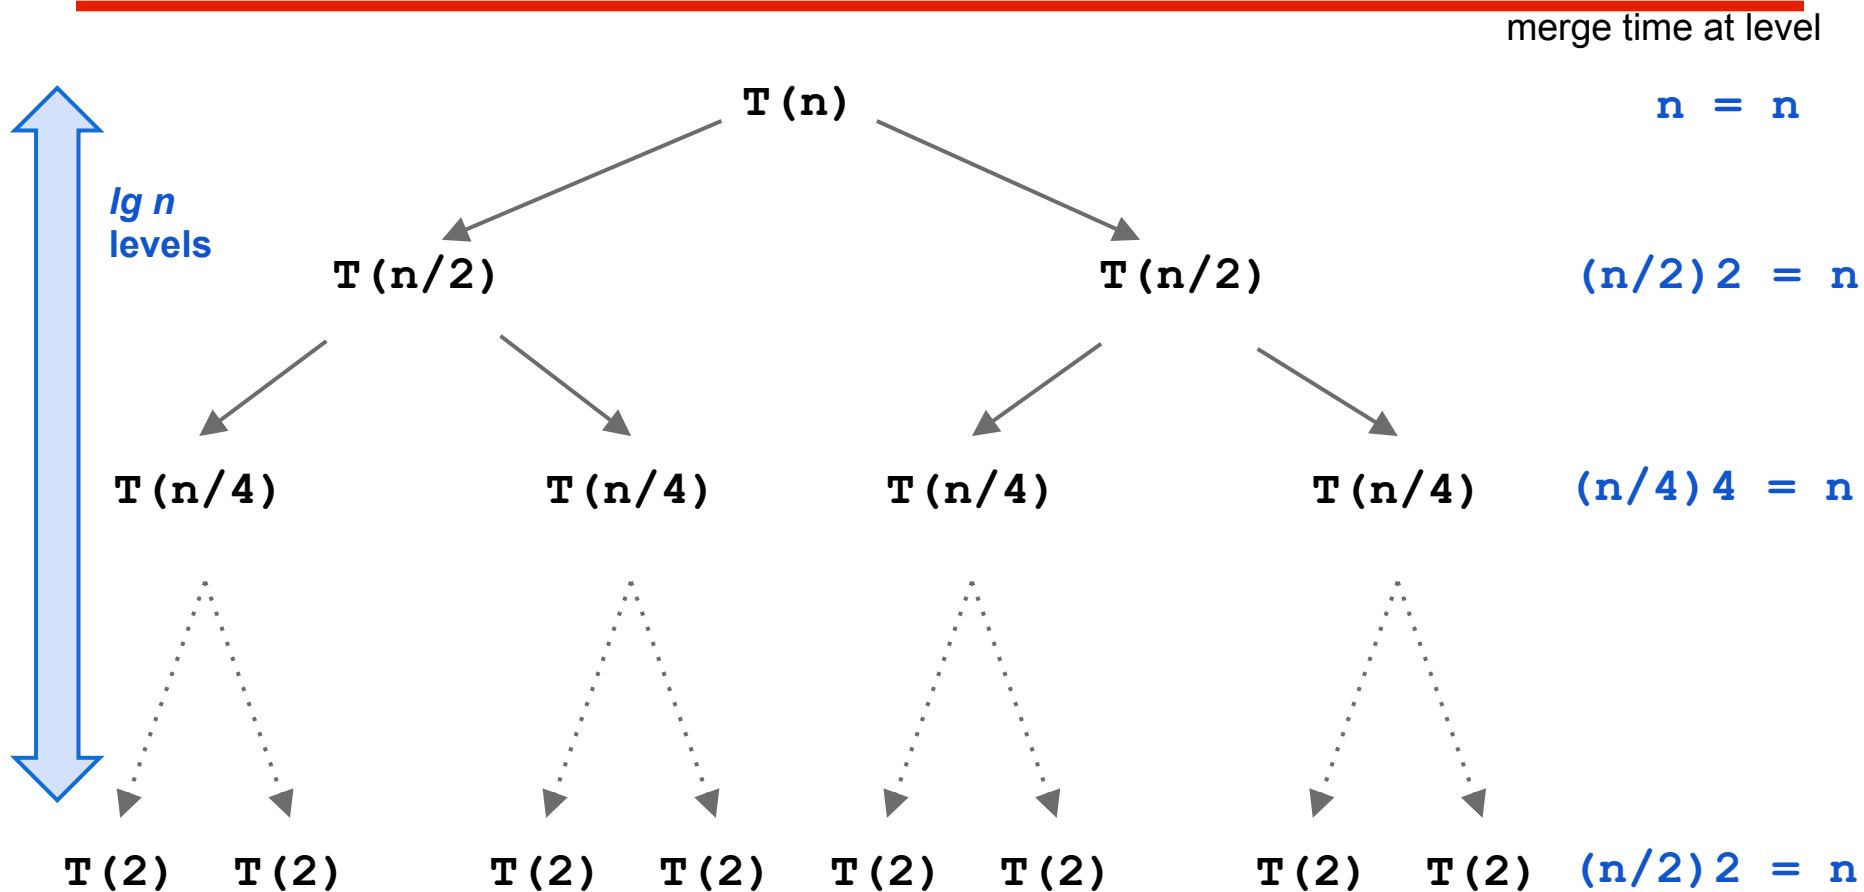 merge time at level
T(n) n = n
lg n
levels
T(n/2) T(n/2) (n/2)2 = n
T(n/4) T(n/4) T(n/4) T(n/4) (n/4)4 = n
T(2) T(2) T(2) T(2) T(2) T(2) T(2) T(2) (n/2)2 = n